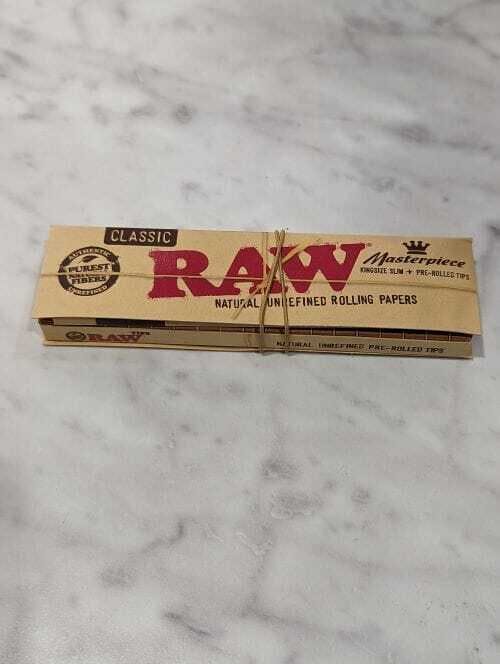 CLASSIC
AUTHENTIC
PUREST
FIBERS
UNREFINED
RAW
Masterpiece
KINGSIZE SLIM + PRE-ROLLED TIPS
NATURAL UNREFINED ROLLING PAPERS
RAW TIPS
NATURAL UNREFINED PRE-ROLLED TIPS